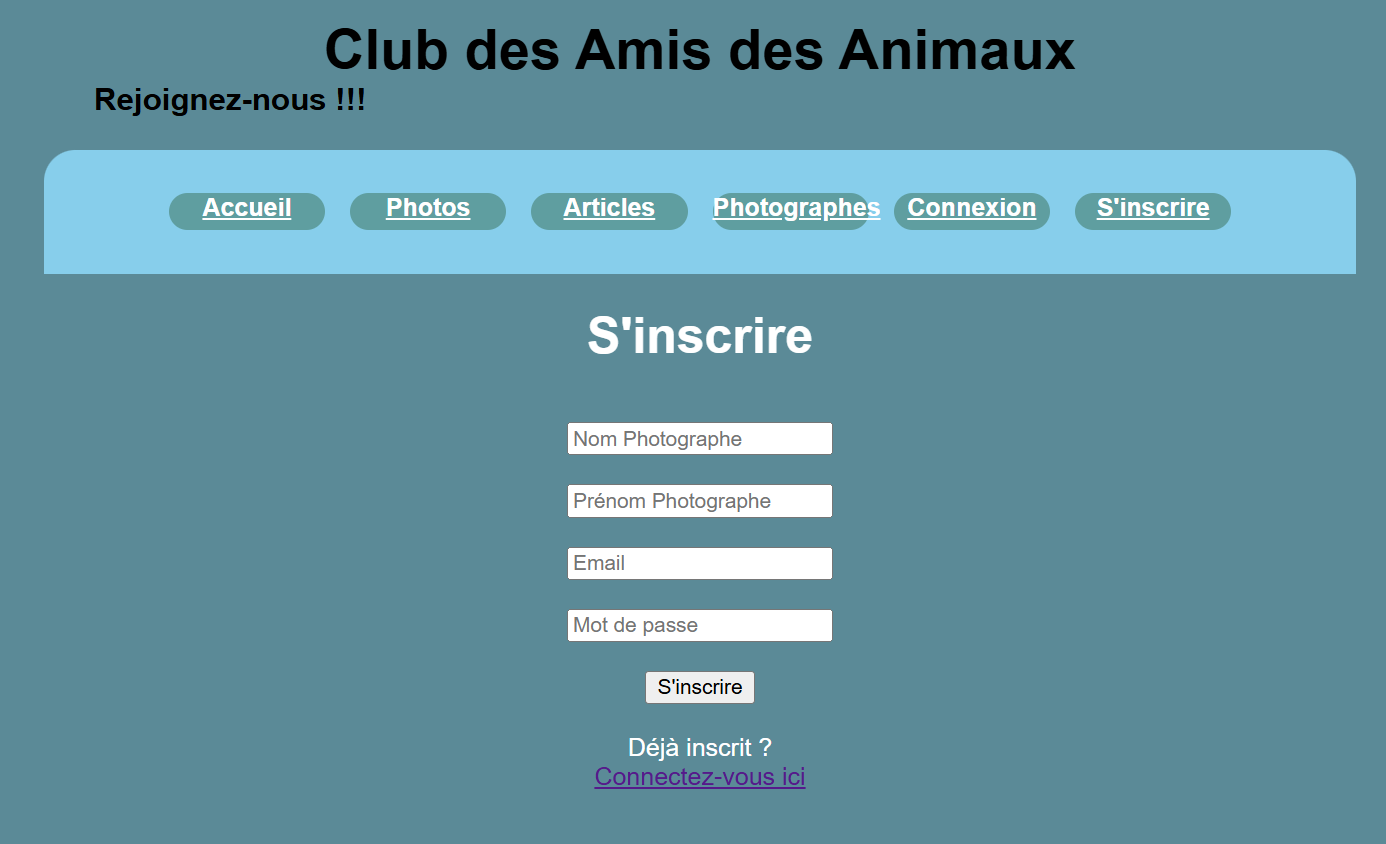 Club des Amis des Animaux
Rejoignez-nous !!!
Accueil Photos Articles Photographes Connexion S'inscrire
S'inscrire
Nom Photographe
Prénom Photographe
Email
Mot de passe
S'inscrire
Déjà inscrit ?
Connectez-vous ici